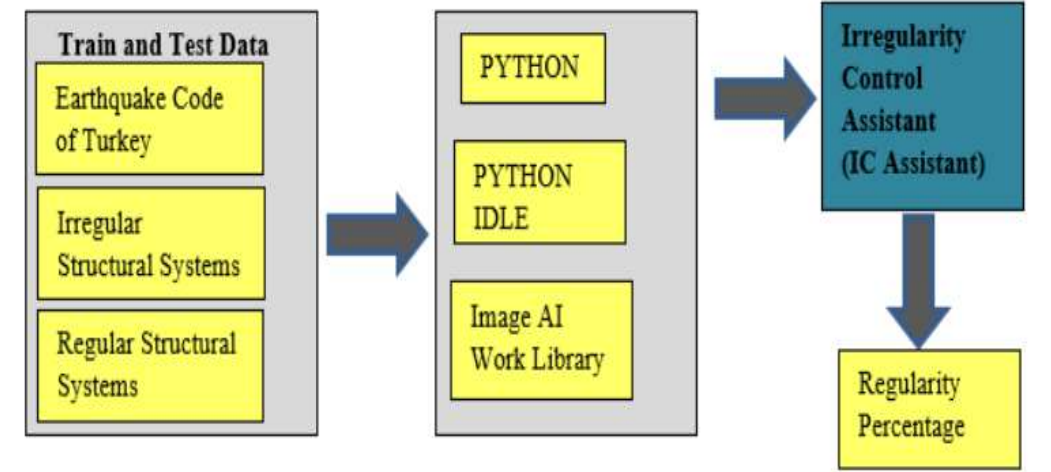 Train and Test Data
Earthquake Code
of Turkey
Irregular
Structural Systems
Regular Structural
Systems
PYTHON
PYTHON
IDLE
Image AI
Work Library
Irregularity
Control
Assistant
(IC Assistant)
Regularity
Percentage